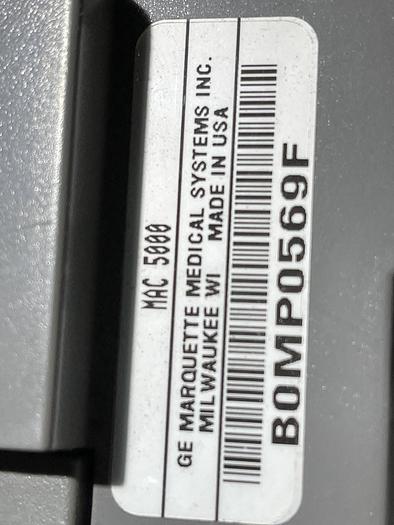 MAC 5000
GE MARQUETTE MEDICAL SYSTEMS INC.
MILWAUKEE WI MADE IN USA
B0MP0569F